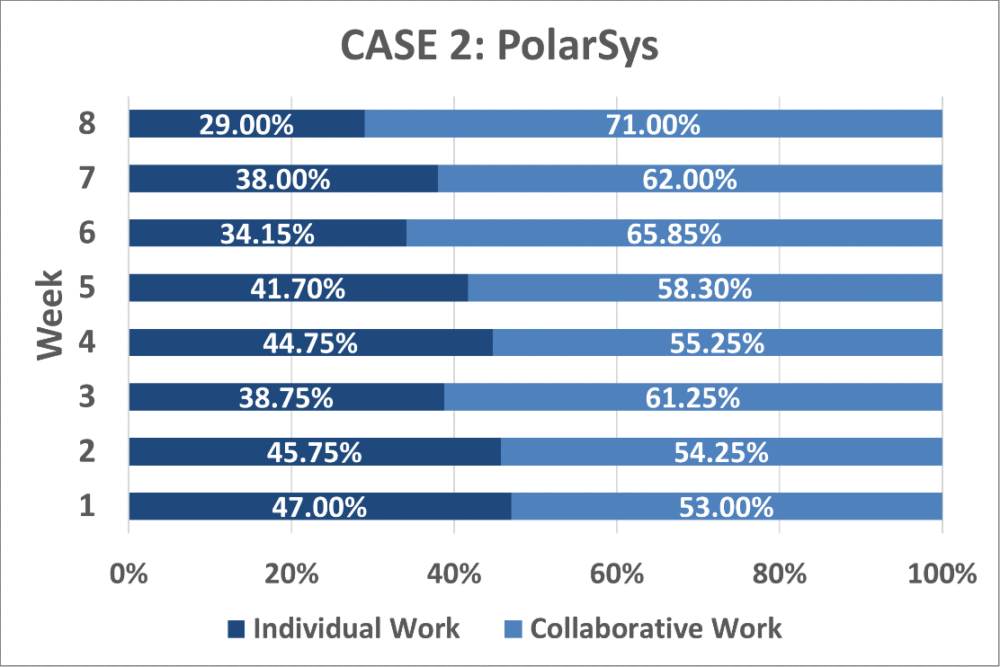 CASE 2: PolarSys
Week
8 29.00% 71.00%
7 38.00% 62.00%
6 34.15% 65.85%
5 41.70% 58.30%
4 44.75% 55.25%
3 38.75% 61.25%
2 45.75% 54.25%
1 47.00% 53.00%
0% 20% 40% 60% 80% 100%
Individual Work Collaborative Work